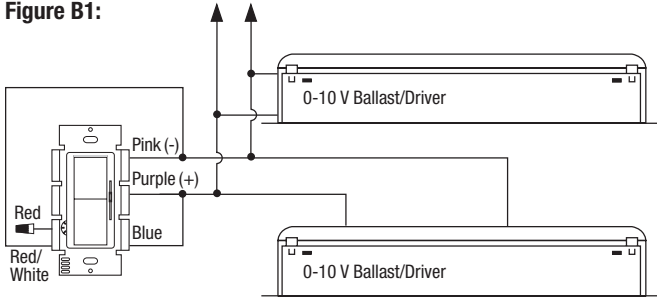 Figure B1:
0-10 V Ballast/Driver
Pink (-)
Purple (+)
Red
Blue
Red/
White
0-10 V Ballast/Driver